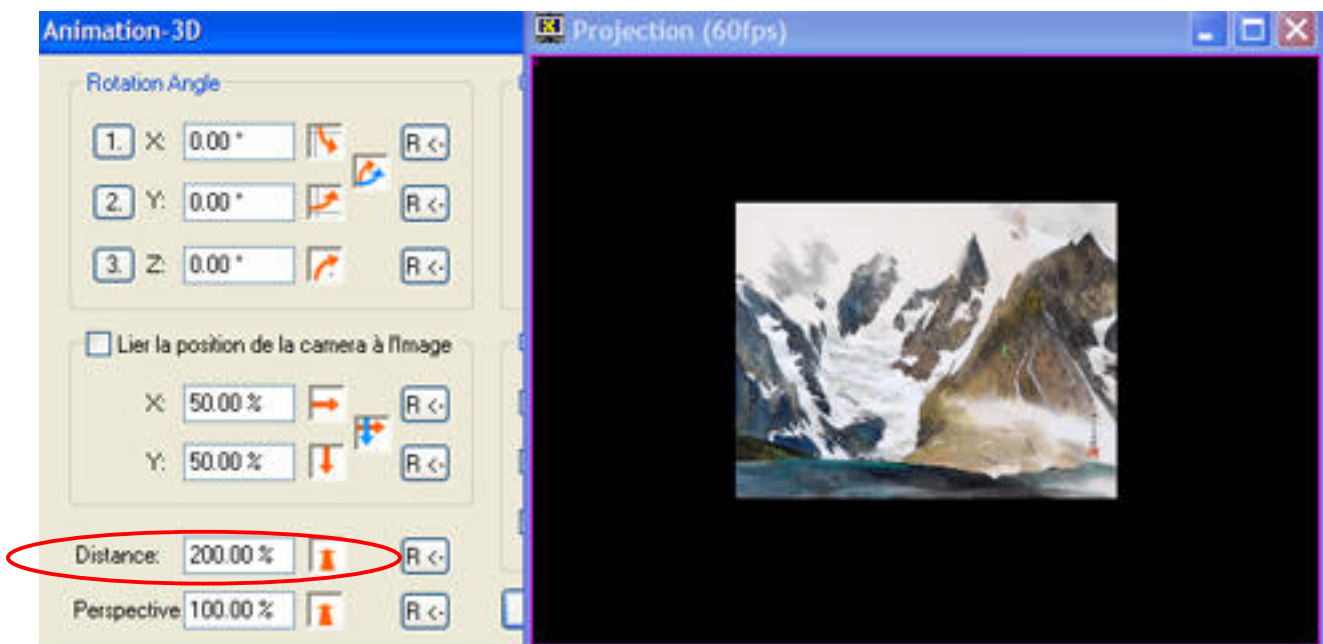 Animation-3D
Projection (60fps)
Rotation Angle
1. X: 0.00 ° R <-
2. Y: 0.00 ° R <-
3. Z: 0.00 ° R <-
Lier la position de la camera à l'Image
X: 50.00 % R <-
Y: 50.00 % R <-
Distance: 200.00 % R <-
Perspective 100.00 % R <-